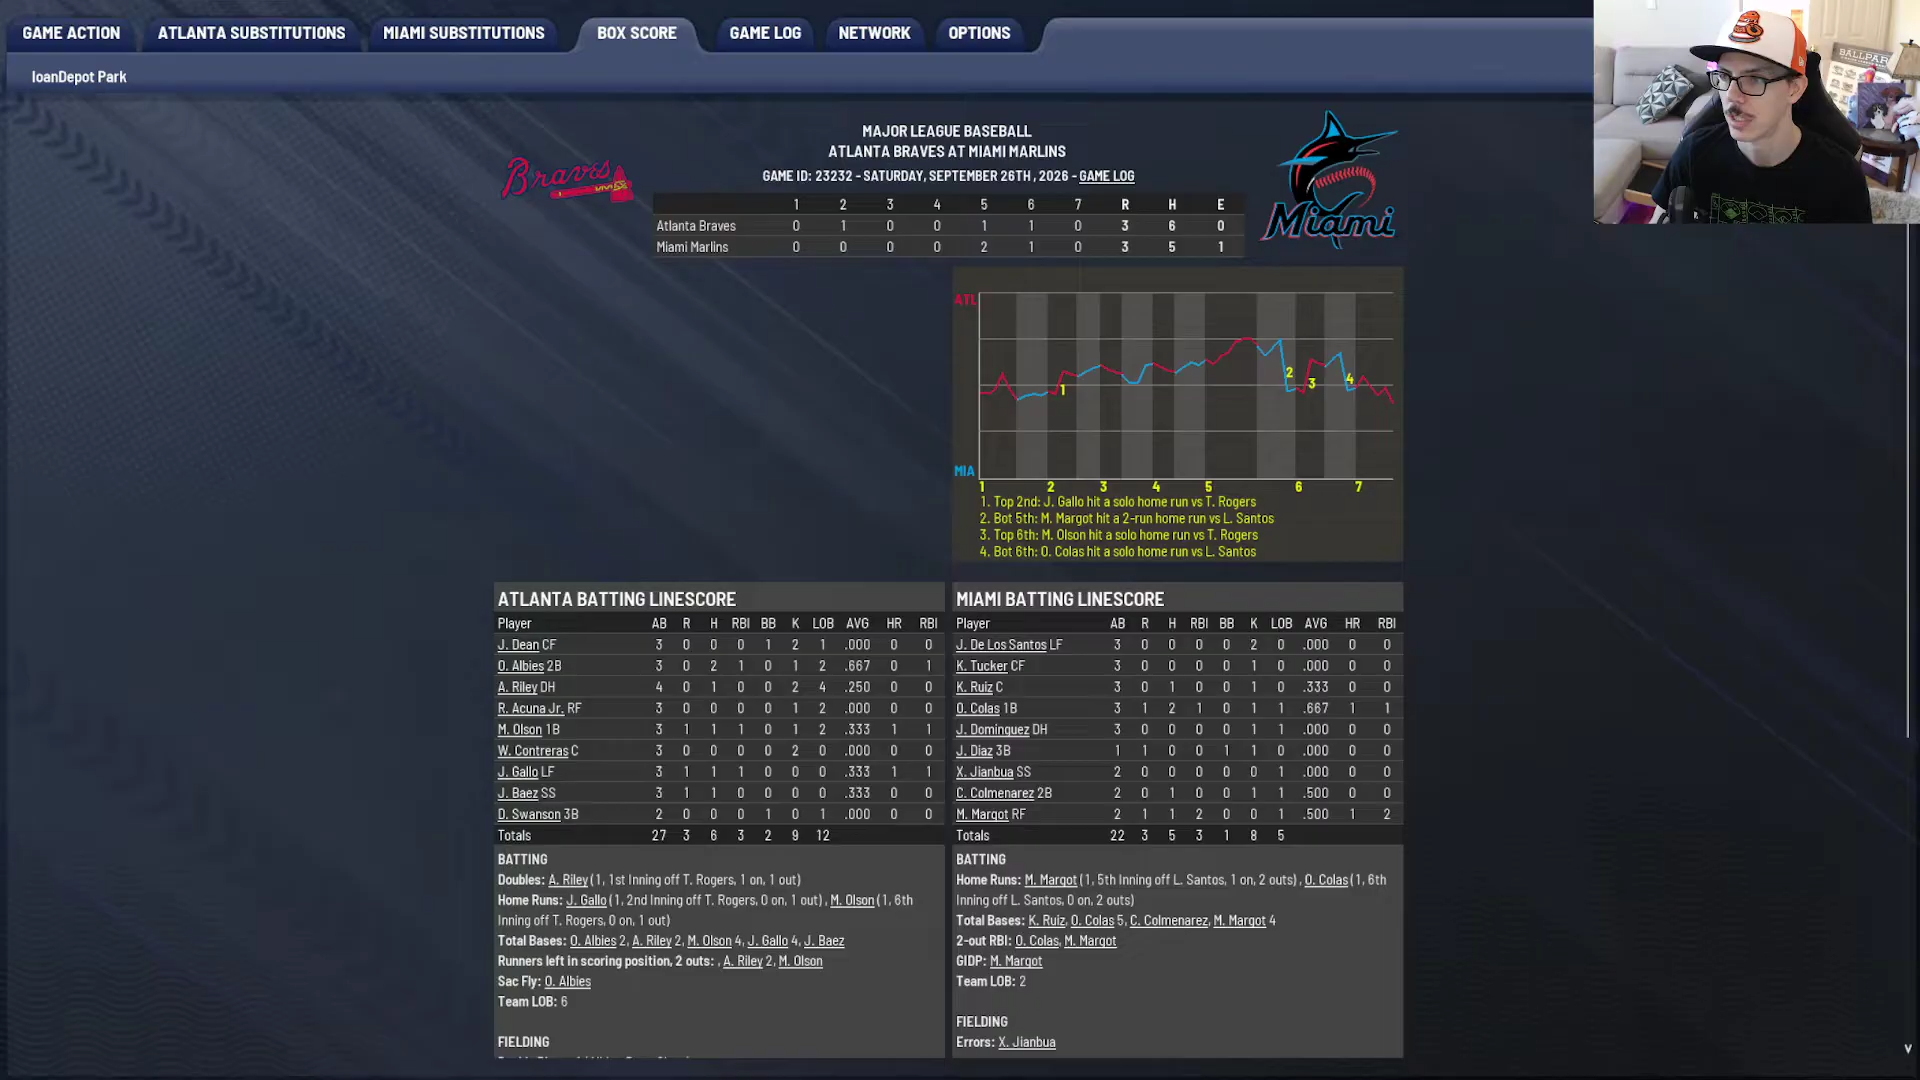 GAME ACTION
ATLANTA SUBSTITUTIONS
MIAMI SUBSTITUTIONS
BOX SCORE
GAME LOG
NETWORK
OPTIONS
loanDepot Park
MAJOR LEAGUE BASEBALL
ATLANTA BRAVES AT MIAMI MARLINS
GAME ID: 23232 - SATURDAY, SEPTEMBER 26TH, 2026 - GAME LOG
Braves
Miami
1 2 3 4 5 6 7 R H E
Atlanta Braves 0 1 0 0 1 1 0 3 6 0
Miami Marlins 0 0 0 0 2 1 0 3 5 1
ATL
1 2 3 4
MIA
1 2 3 4 5 6 7
1. Top 2nd: J. Gallo hit a solo home run vs T. Rogers
2. Bot 5th: M. Margot hit a 2-run home run vs L. Santos
3. Top 6th: M. Olson hit a solo home run vs T. Rogers
4. Bot 6th: O. Colas hit a solo home run vs L. Santos
ATLANTA BATTING LINESCORE
Player AB R H RBI BB K LOB AVG HR RBI
J. Dean CF 3 0 0 0 1 2 1 .000 0 0
O. Albies 2B 3 0 2 1 0 1 2 .667 0 1
A. Riley DH 4 0 1 0 0 2 4 .250 0 0
R. Acuna Jr. RF 3 0 0 0 0 1 2 .000 0 0
M. Olson 1B 3 1 1 1 0 1 2 .333 1 1
W. Contreras C 3 0 0 0 0 2 0 .000 0 0
J. Gallo LF 3 1 1 1 0 0 0 .333 1 1
J. Baez SS 3 1 1 0 0 0 0 .333 0 0
D. Swanson 3B 2 0 0 0 1 0 1 .000 0 0
Totals 27 3 6 3 2 9 12
BATTING
Doubles: A. Riley (1, 1st Inning off T. Rogers, 1 on, 1 out)
Home Runs: J. Gallo (1, 2nd Inning off T. Rogers, 0 on, 1 out) , M. Olson (1, 6th
Inning off T. Rogers, 0 on, 1 out)
Total Bases: O. Albies 2, A. Riley 2, M. Olson 4, J. Gallo 4, J. Baez
Runners left in scoring position, 2 outs: , A. Riley 2, M. Olson
Sac Fly: O. Albies
Team LOB: 6
FIELDING
MIAMI BATTING LINESCORE
Player AB R H RBI BB K LOB AVG HR RBI
J. De Los Santos LF 3 0 0 0 0 2 0 .000 0 0
K. Tucker CF 3 0 0 0 0 1 0 .000 0 0
K. Ruiz C 3 0 1 0 0 1 0 .333 0 0
O. Colas 1B 3 1 2 1 0 1 1 .667 1 1
J. Dominguez DH 3 0 0 0 0 1 1 .000 0 0
J. Diaz 3B 1 1 0 0 1 1 0 .000 0 0
X. Jianbua SS 2 0 0 0 0 0 1 .000 0 0
C. Colmenarez 2B 2 0 1 0 0 1 1 .500 0 0
M. Margot RF 2 1 1 2 0 0 1 .500 1 2
Totals 22 3 5 3 1 8 5
BATTING
Home Runs: M. Margot (1, 5th Inning off L. Santos, 1 on, 2 outs) , O. Colas (1, 6th
Inning off L. Santos, 0 on, 2 outs)
Total Bases: K. Ruiz, O. Colas 5, C. Colmenarez, M. Margot 4
2-out RBI: O. Colas, M. Margot
GIDP: M. Margot
Team LOB: 2
FIELDING
Errors: X. Jianbua